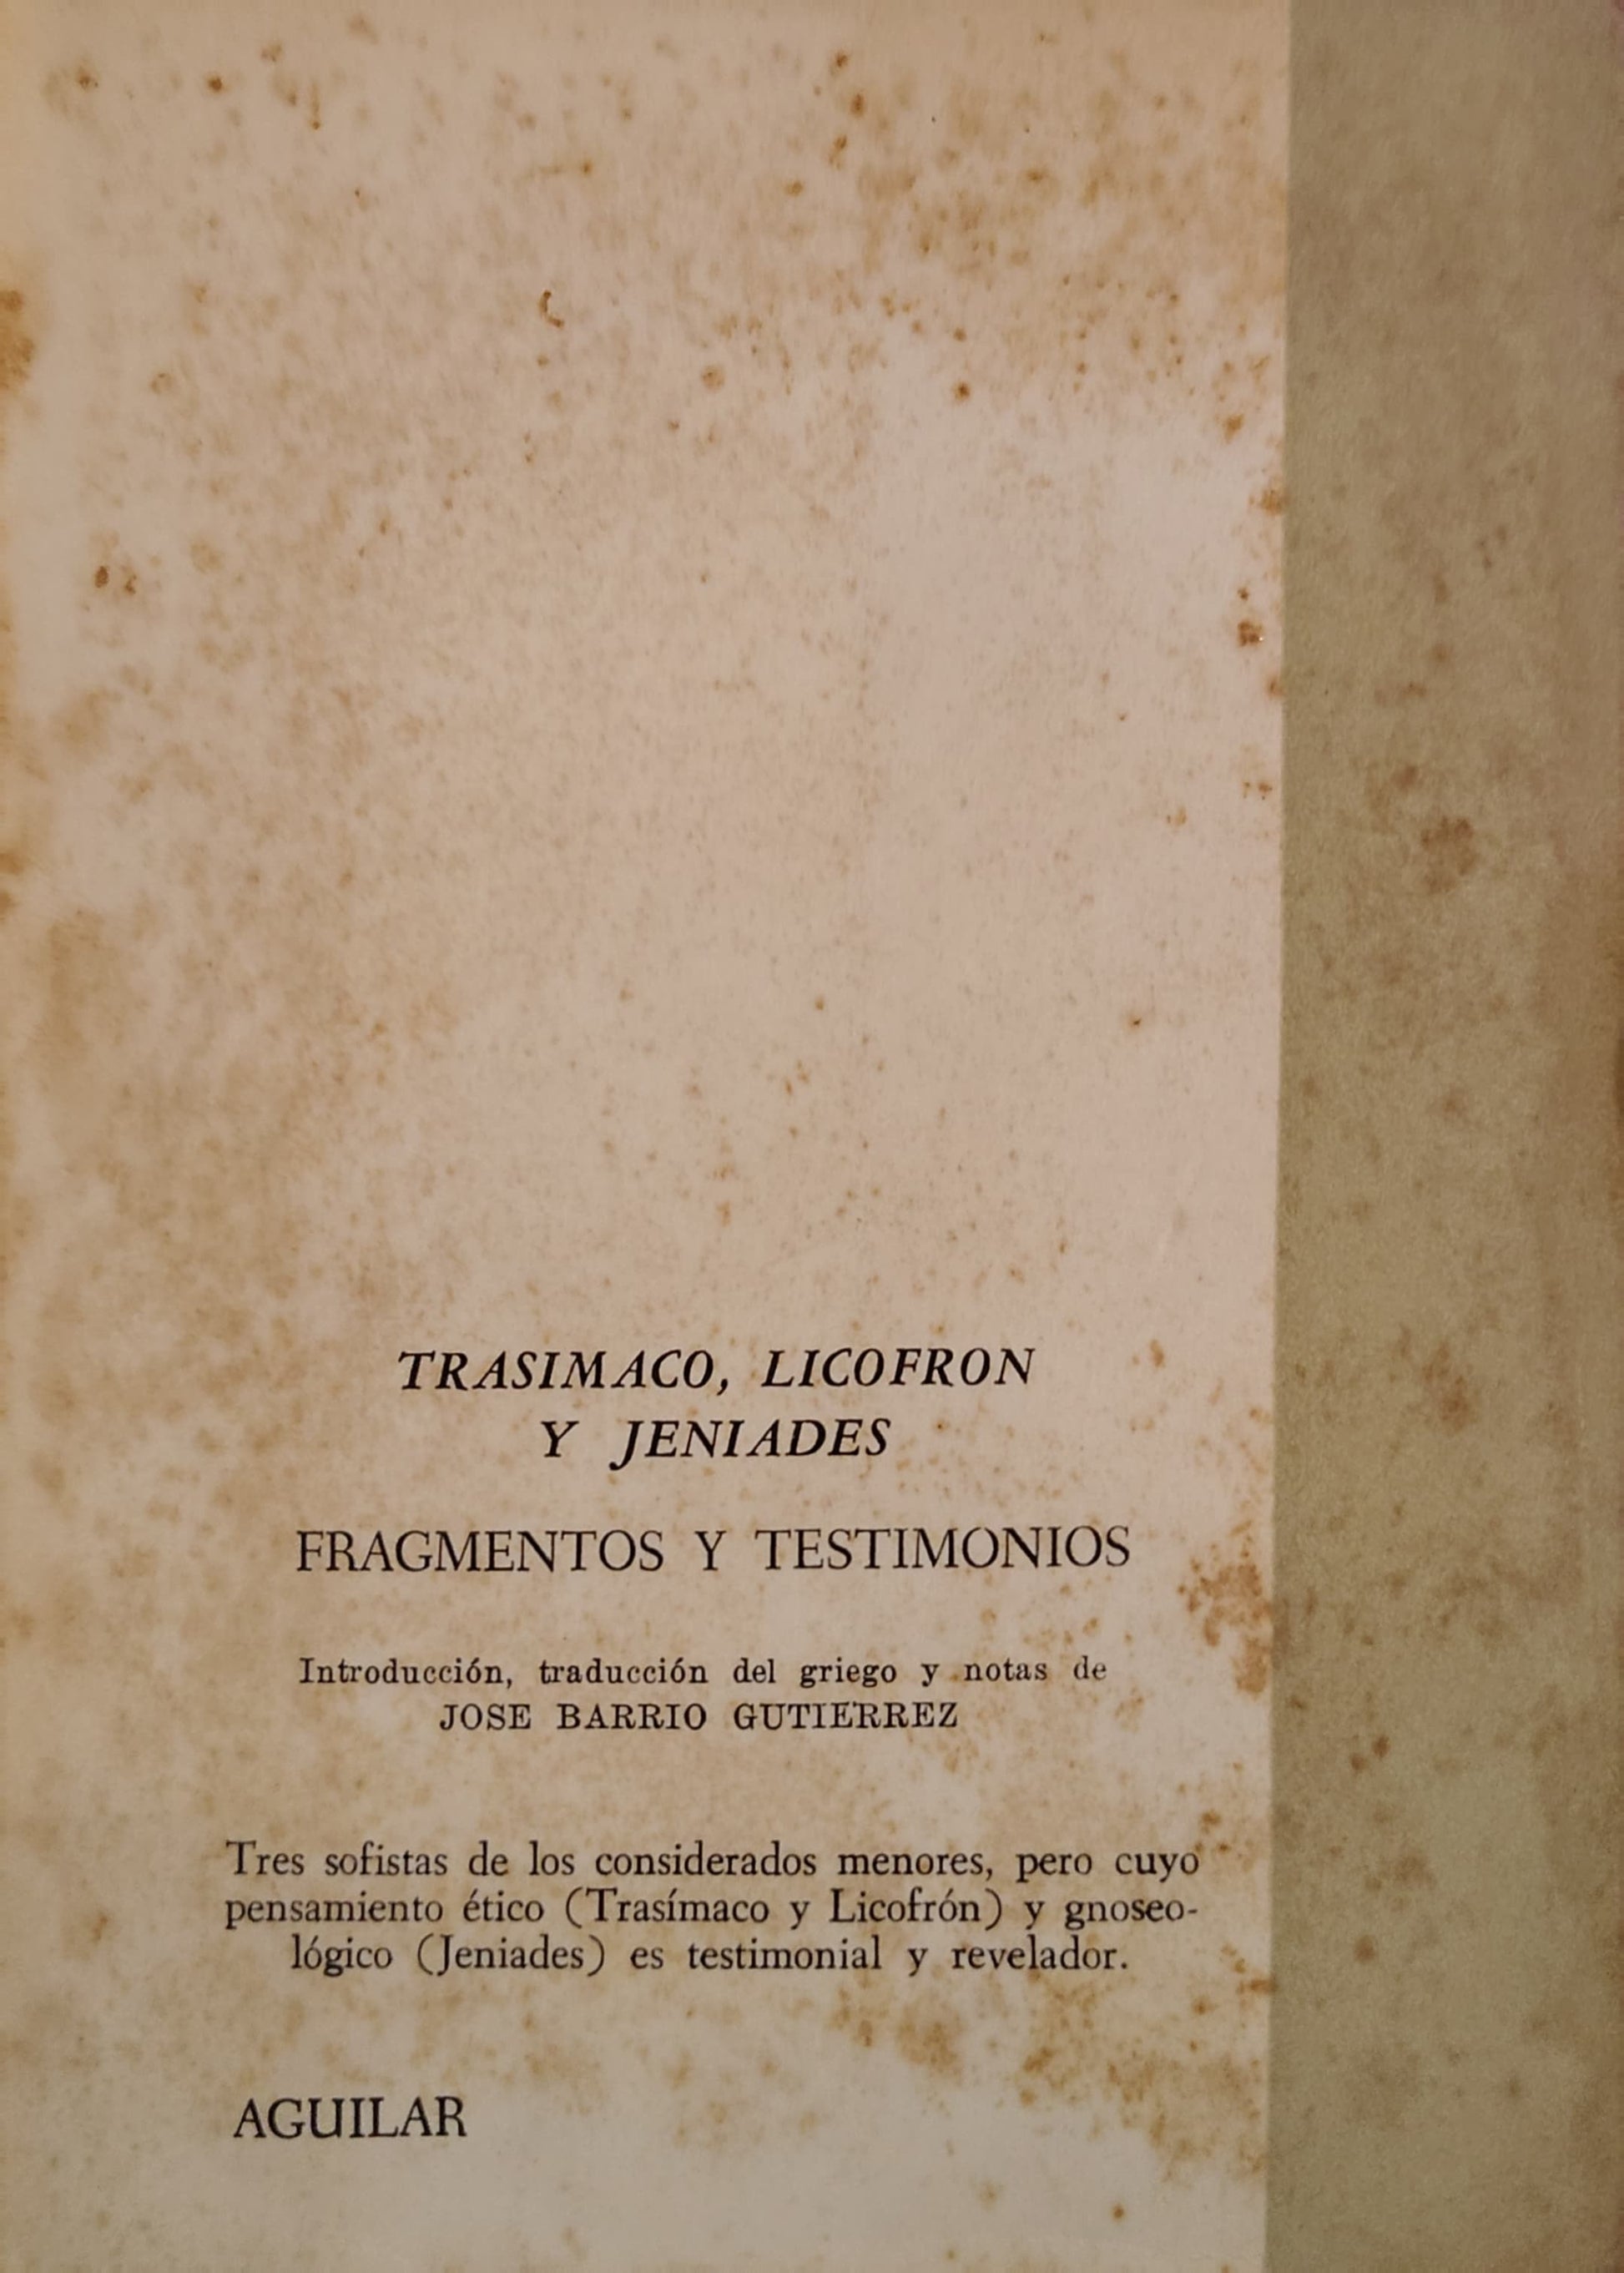 TRASIMACO, LICOFRON
Y JENIADES
FRAGMENTOS Y TESTIMONIOS
Introducción, traducción del griego y notas de
JOSE BARRIO GUTIERREZ
Tres sofistas de los considerados menores, pero cuyo
pensamiento ético (Trasímaco y Licofrón) y gnoseo-
lógico (Jeniades) es testimonial y revelador.
AGUILAR